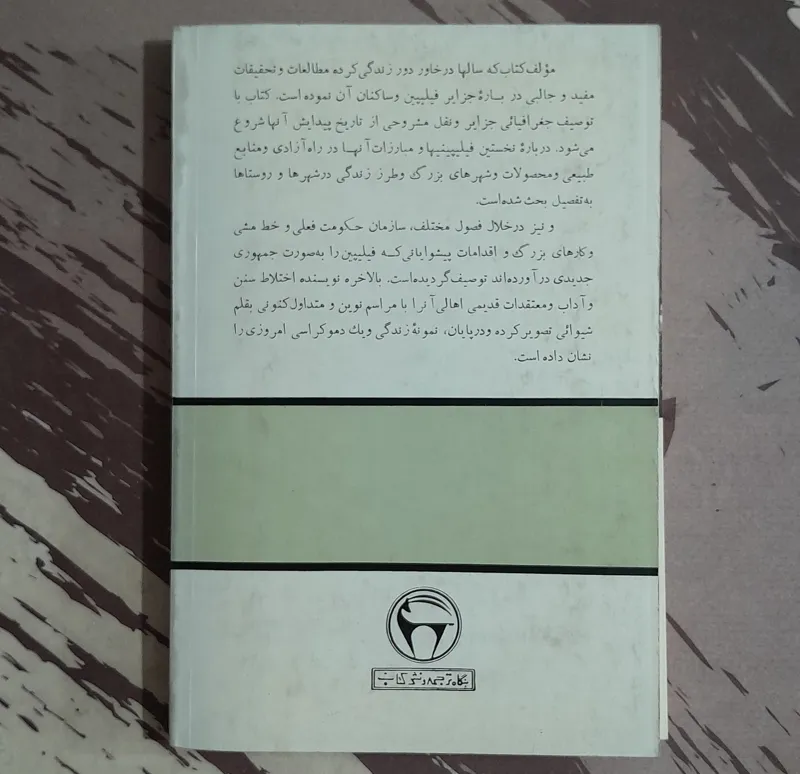 مؤلف کتاب که سالها در خاور دور زندگی کرده مطالعات و تحقیقات
مفید و جالبی در بارهٔ جزایر فیلیپین و ساکنان آن نموده است. کتاب با
توصیف جغرافیائی جزایر و نقل مشروحی از تاریخ پیدایش آنها شروع
می‌شود. دربارهٔ نخستین فیلیپینیها و مبارزات آنها در راه آزادی و منابع
طبیعی و محصولات و شهرهای بزرگ و طرز زندگی در شهرها و روستاها
به تفصیل بحث شده است.
و نیز در خلال فصول مختلف، سازمان حکومت فعلی و خط مشی
و کارهای بزرگ و اقدامات پیشوایانی که فیلیپین را به‌صورت جمهوری
جدیدی در آورده‌اند توصیف گردیده است. بالاخره نویسنده اختلاط سنن
و آداب و معتقدات قدیمی اهالی آنرا با مراسم نوین و متداول کنونی بقلم
شیوائی تصویر کرده و در پایان، نمونهٔ زندگی و یك دموکراسی امروزی را
نشان داده است.
بنگاه ترجمه و نشر کتاب